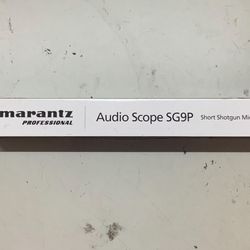 marantz
PROFESSIONAL
Audio Scope SG9P
Short Shotgun Mi